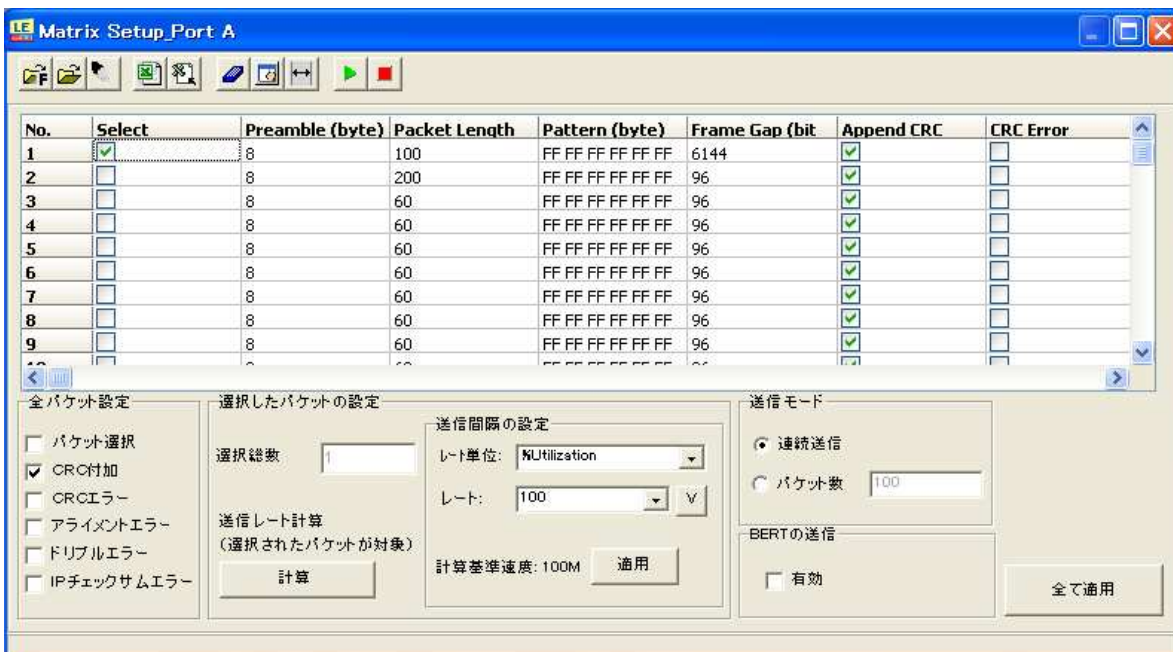 Matrix Setup_Port A
No. Select Preamble (byte) Packet Length Pattern (byte) Frame Gap (bit Append CRC CRC Error
1 8 100 FF FF FF FF FF FF 6144
2 8 200 FF FF FF FF FF FF 96
3 8 60 FF FF FF FF FF FF 96
4 8 60 FF FF FF FF FF FF 96
5 8 60 FF FF FF FF FF FF 96
6 8 60 FF FF FF FF FF FF 96
7 8 60 FF FF FF FF FF FF 96
8 8 60 FF FF FF FF FF FF 96
9 8 60 FF FF FF FF FF FF 96
全パケット設定
パケット選択
CRC付加
CRCエラー
アライメントエラー
ドリブルエラー
IPチェックサムエラー
選択したパケットの設定
選択総数 1
送信レート計算
(選択されたパケットが対象)
計算
送信間隔の設定
レート単位: %Utilization
レート: 100 V
計算基準速度: 100M 適用
送信モード
連続送信
パケット数 100
BERTの送信
有効
全て適用